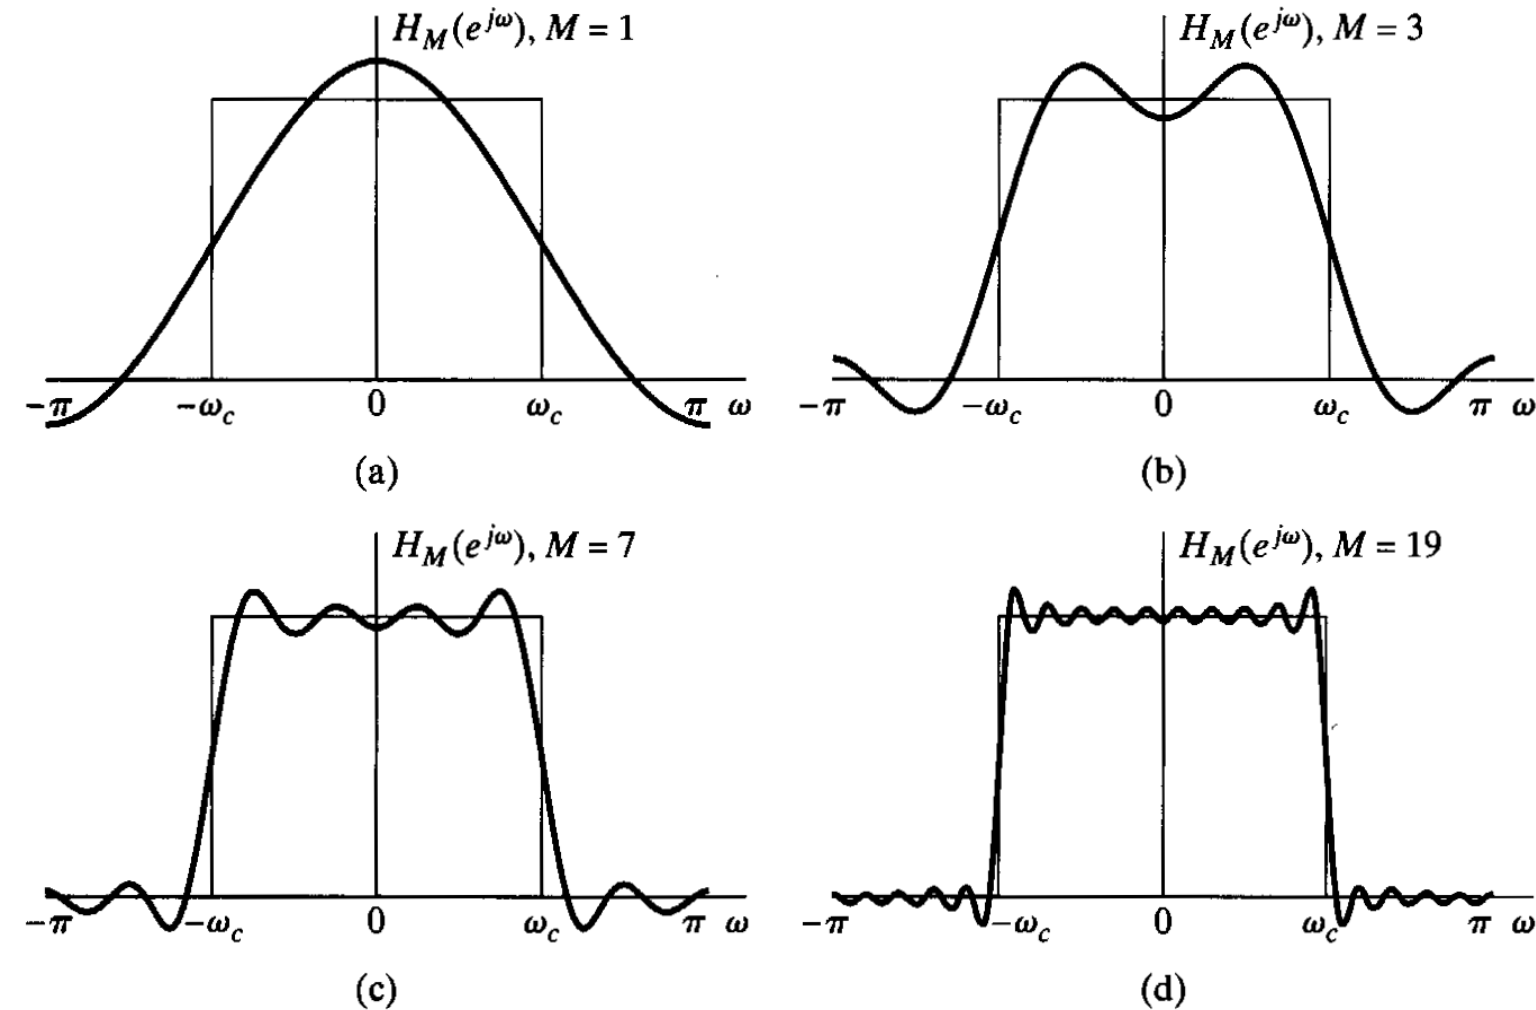 H_M(e^{jω}), M = 1
H_M(e^{jω}), M = 3
−π −ω_c 0 ω_c π ω
−π −ω_c 0 ω_c π ω
(a)
(b)
H_M(e^{jω}), M = 7
H_M(e^{jω}), M = 19
−π −ω_c 0 ω_c π ω
−π −ω_c 0 ω_c π ω
(c)
(d)